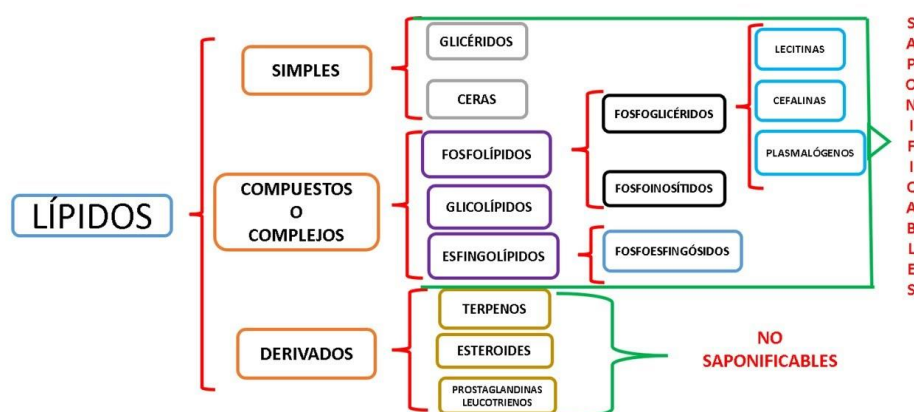 LÍPIDOS
SIMPLES
GLICÉRIDOS
CERAS
COMPUESTOS
O
COMPLEJOS
FOSFOLÍPIDOS
FOSFOGLICÉRIDOS
LECITINAS
CEFALINAS
PLASMALÓGENOS
FOSFOINOSÍTIDOS
GLICOLÍPIDOS
ESFINGOLÍPIDOS
FOSFOESFINGÓSIDOS
SAPONIFICABLES
DERIVADOS
TERPENOS
ESTEROIDES
PROSTAGLANDINAS
LEUCOTRIENOS
NO
SAPONIFICABLES